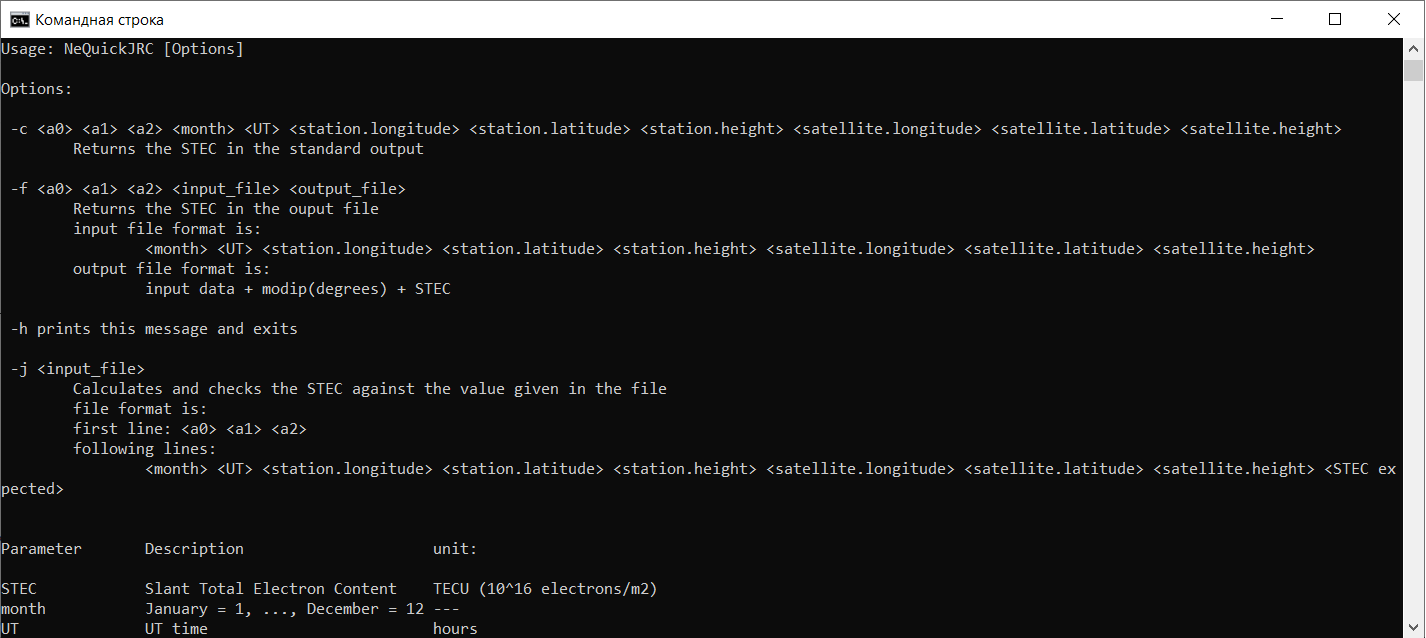 Командная строка
Usage: NeQuickJRC [Options]
Options:
-c <a0> <a1> <a2> <month> <UT> <station.longitude> <station.latitude> <station.height> <satellite.longitude> <satellite.latitude> <satellite.height>
Returns the STEC in the standard output
-f <a0> <a1> <a2> <input_file> <output_file>
Returns the STEC in the ouput file
input file format is:
<month> <UT> <station.longitude> <station.latitude> <station.height> <satellite.longitude> <satellite.latitude> <satellite.height>
output file format is:
input data + modip(degrees) + STEC
-h prints this message and exits
-j <input_file>
Calculates and checks the STEC against the value given in the file
file format is:
first line: <a0> <a1> <a2>
following lines:
<month> <UT> <station.longitude> <station.latitude> <station.height> <satellite.longitude> <satellite.latitude> <satellite.height> <STEC ex
pected>
Parameter Description unit:
STEC Slant Total Electron Content TECU (10^16 electrons/m2)
month January = 1, ..., December = 12 ---
UT UT time hours